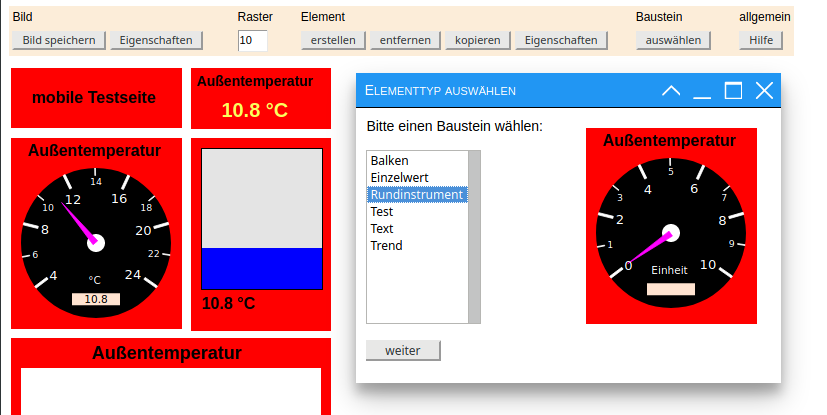 Bild Raster Element Baustein allgemein
Bild speichern Eigenschaften 10 erstellen entfernen kopieren Eigenschaften auswählen Hilfe
mobile Testseite
Außentemperatur
10.8 °C
Außentemperatur
4 6 8 10 12 14 16 18 20 22 24
°C
10.8
10.8 °C
Außentemperatur
Elementtyp auswählen
Bitte einen Baustein wählen:
Balken
Einzelwert
Rundinstrument
Test
Text
Trend
weiter
Außentemperatur
0 1 2 3 4 5 6 7 8 9 10
Einheit